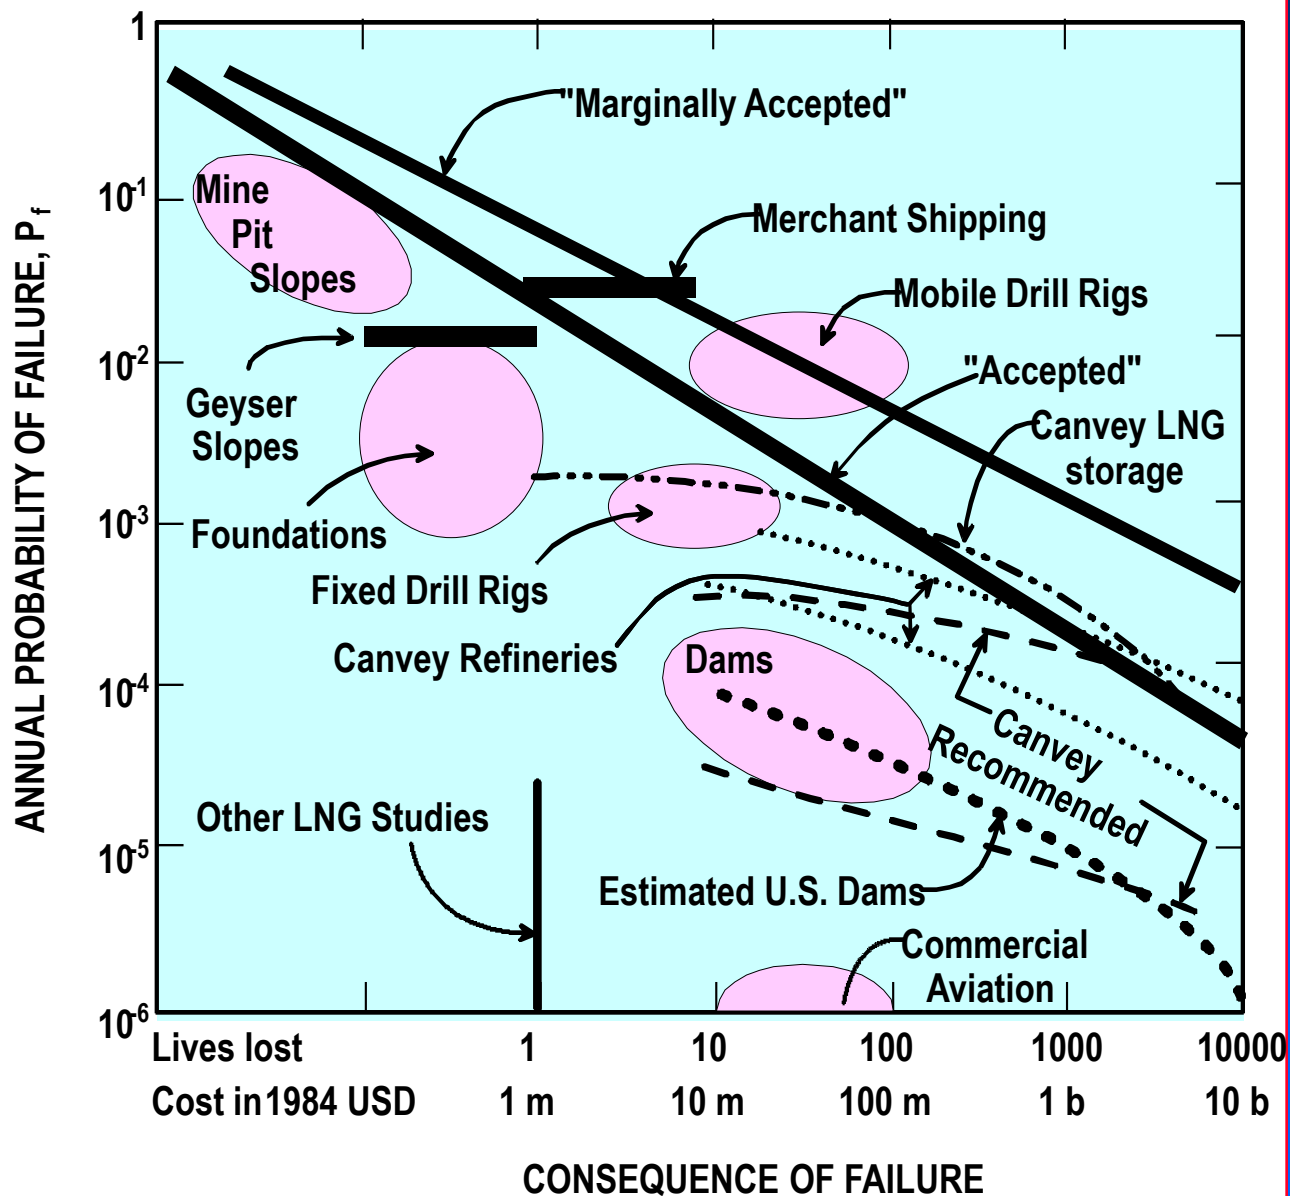 1
"Marginally Accepted"
10-1
Mine
Pit
Slopes
Merchant Shipping
Mobile Drill Rigs
10-2
"Accepted"
Geyser
Slopes
Canvey LNG
storage
10-3
Foundations
Fixed Drill Rigs
Canvey Refineries
Dams
10-4
Canvey
Recommended
Other LNG Studies
10-5
Estimated U.S. Dams
Commercial
Aviation
10-6
ANNUAL PROBABILITY OF FAILURE, Pf
Lives lost 1 10 100 1000 10000
Cost in 1984 USD 1 m 10 m 100 m 1 b 10 b
CONSEQUENCE OF FAILURE